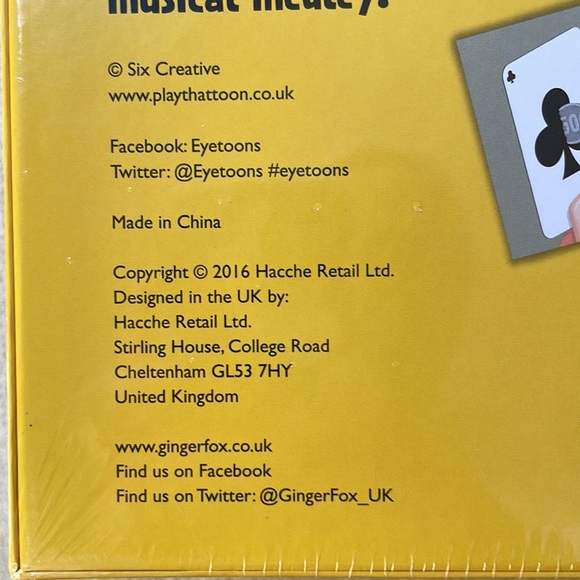 musical medley.
© Six Creative
www.playthattoon.co.uk
Facebook: Eyetoons
Twitter: @Eyetoons #eyetoons
Made in China
Copyright © 2016 Hacche Retail Ltd.
Designed in the UK by:
Hacche Retail Ltd.
Stirling House, College Road
Cheltenham GL53 7HY
United Kingdom
www.gingerfox.co.uk
Find us on Facebook
Find us on Twitter: @GingerFox_UK